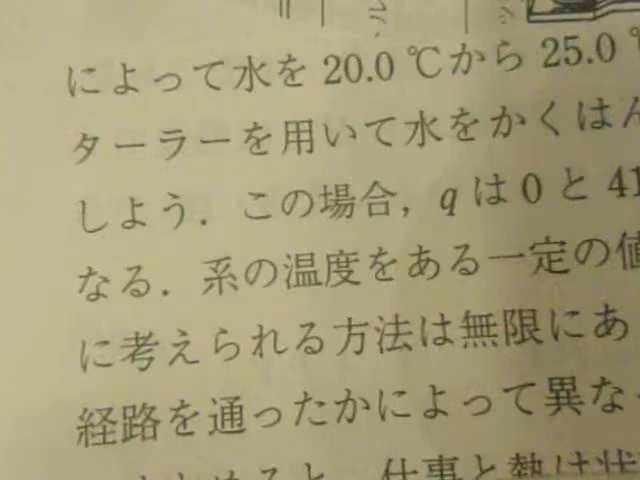 によって水を 20.0 ℃から 25.0
ターラーを用いて水をかくはん
しよう．この場合，q は 0 と 41
なる．系の温度をある一定の値
に考えられる方法は無限にあ
経路を通ったかによって異な